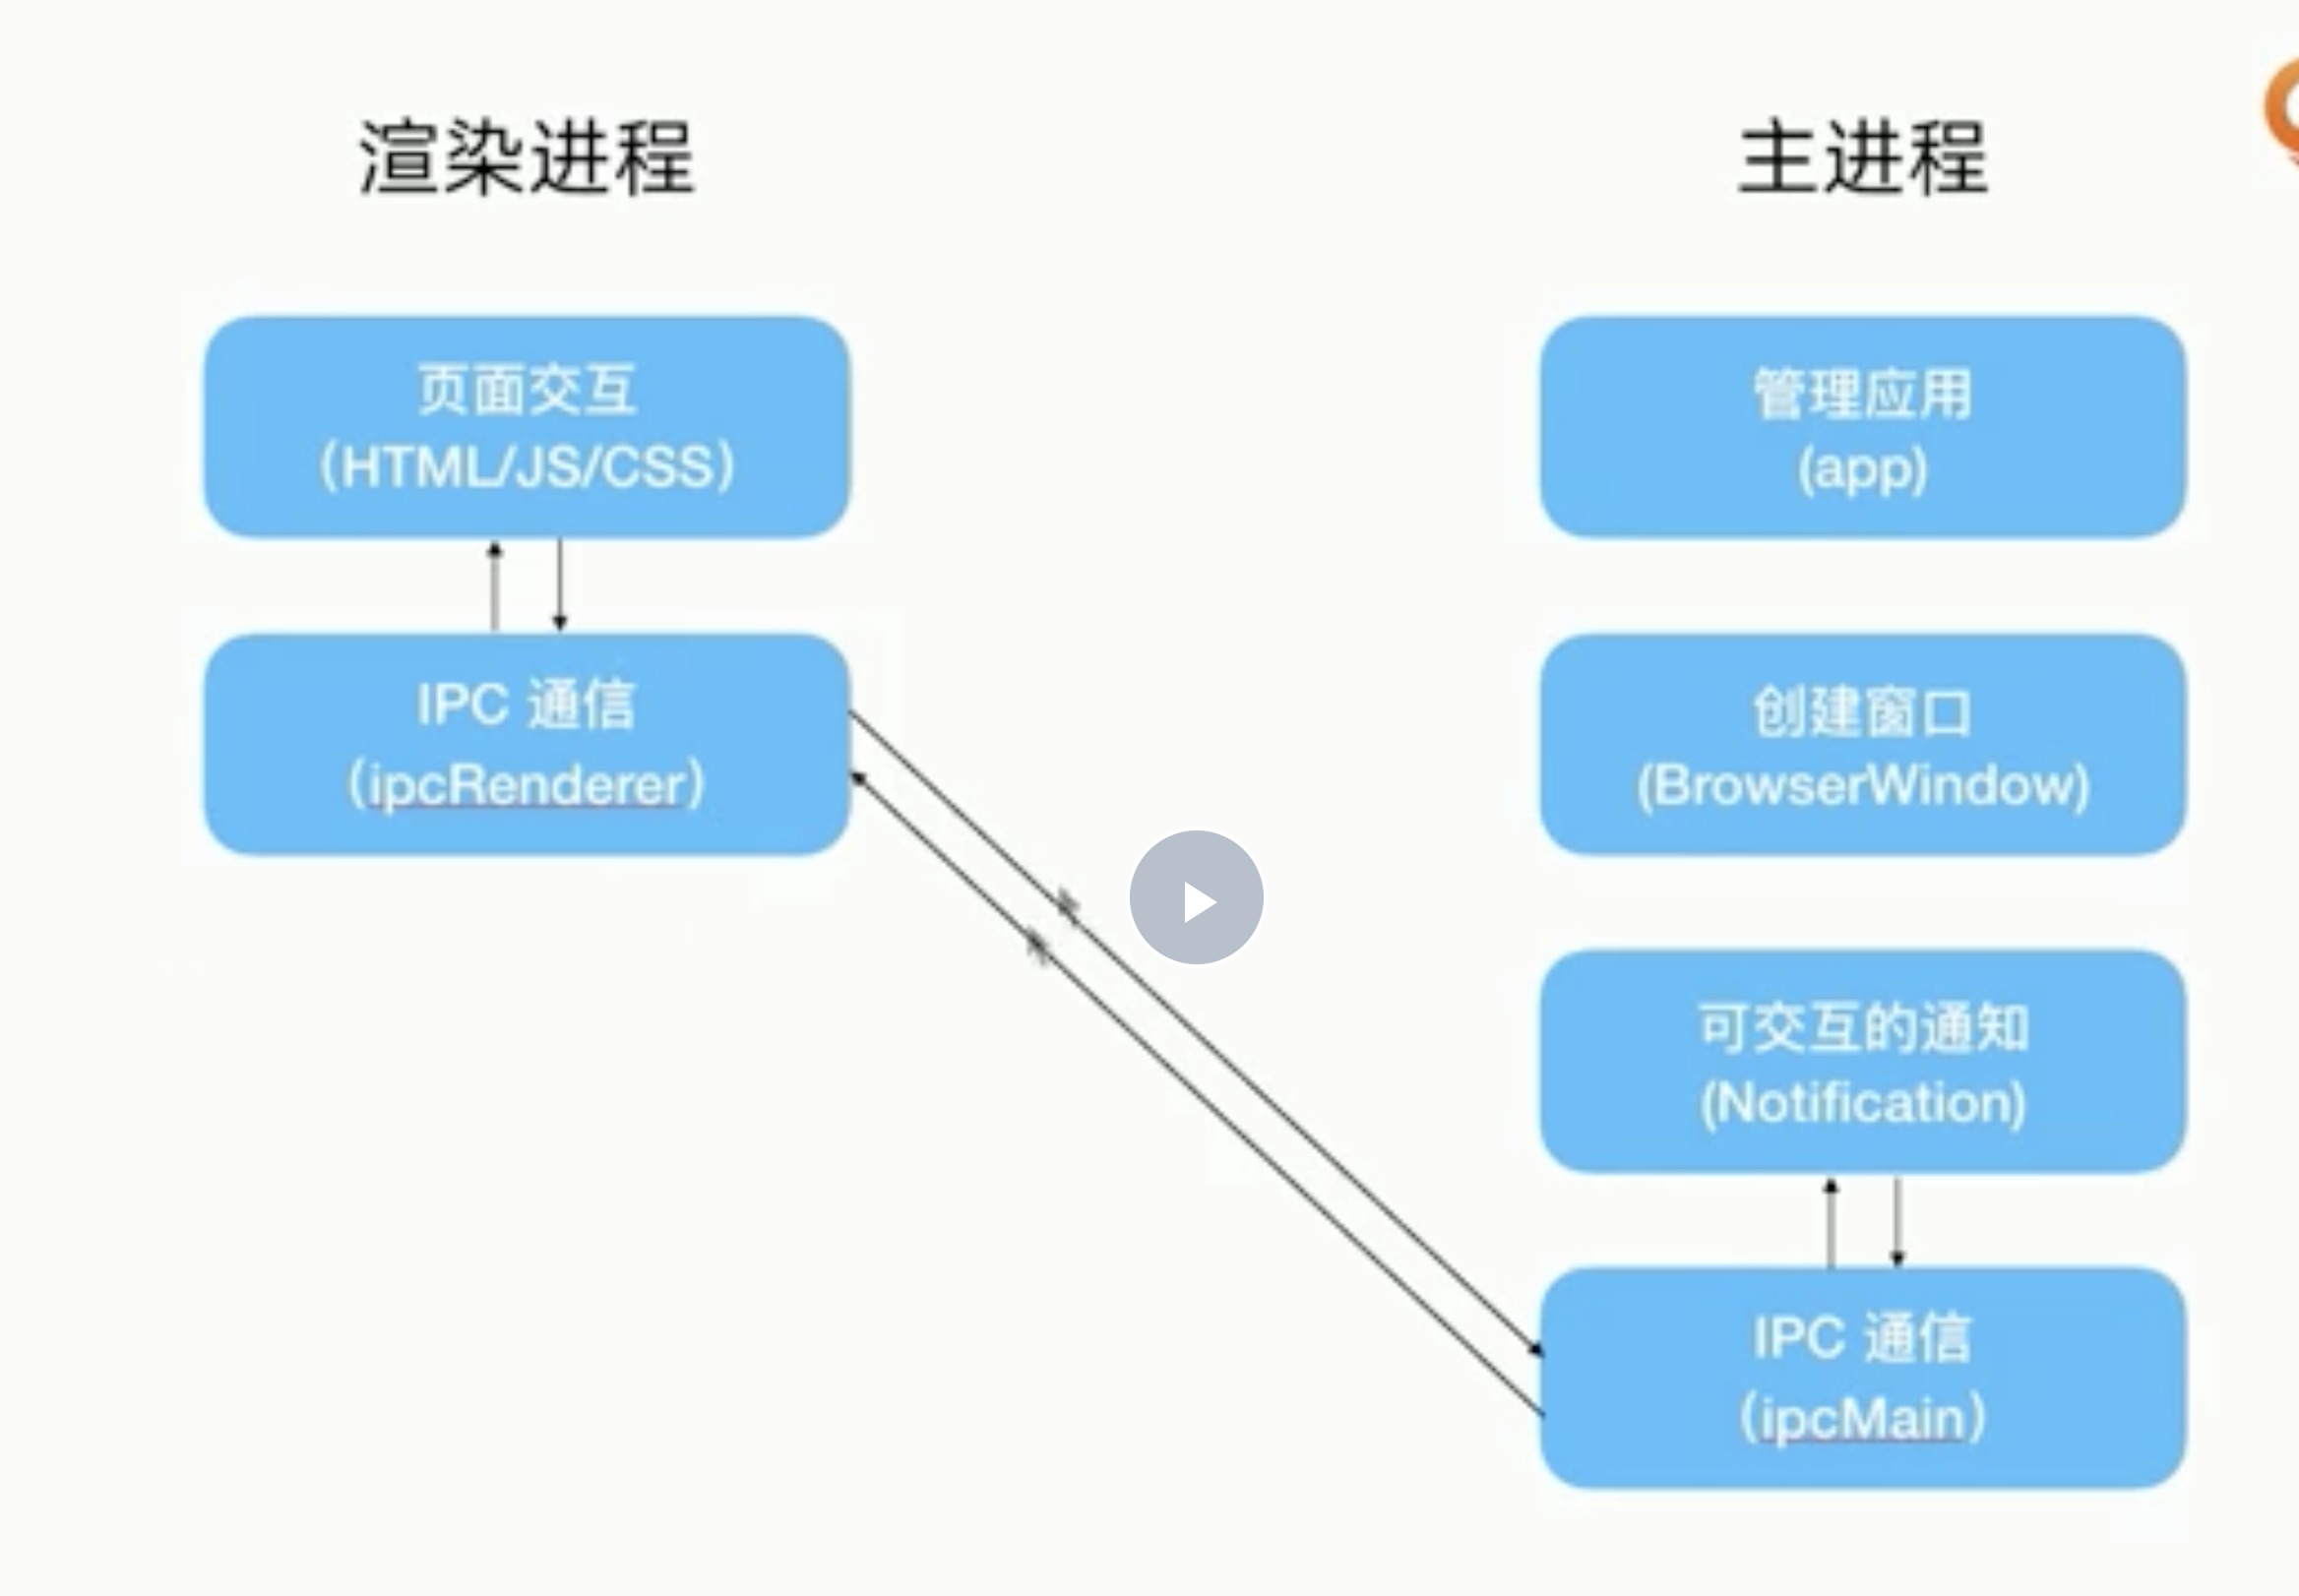 渲染进程
主进程
页面交互
(HTML/JS/CSS)
IPC 通信
(ipcRenderer)
管理应用
(app)
创建窗口
(BrowserWindow)
可交互的通知
(Notification)
IPC 通信
(ipcMain)